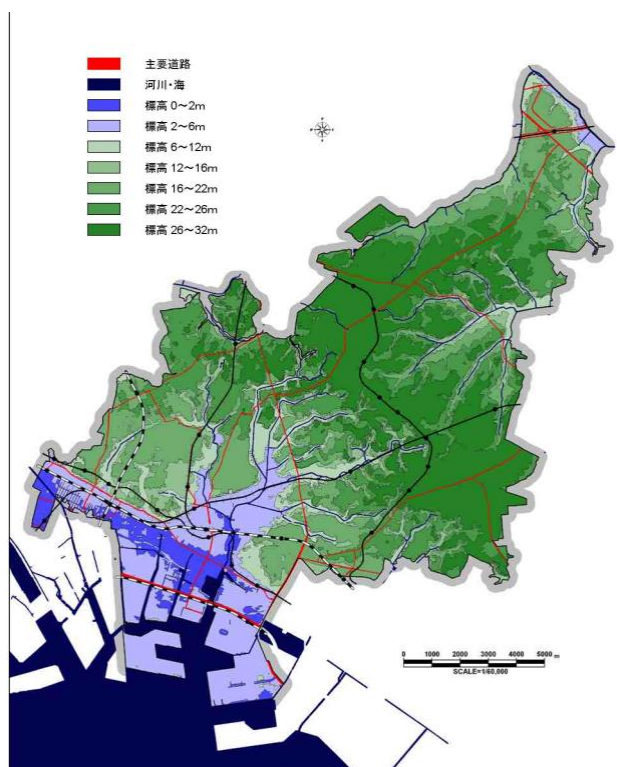 主要道路
河川・海
標高 0～2m
標高 2～6m
標高 6～12m
標高 12～16m
標高 16～22m
標高 22～26m
標高 26～32m
0 1000 2000 3000 4000 5000 m
SCALE=1/60,000